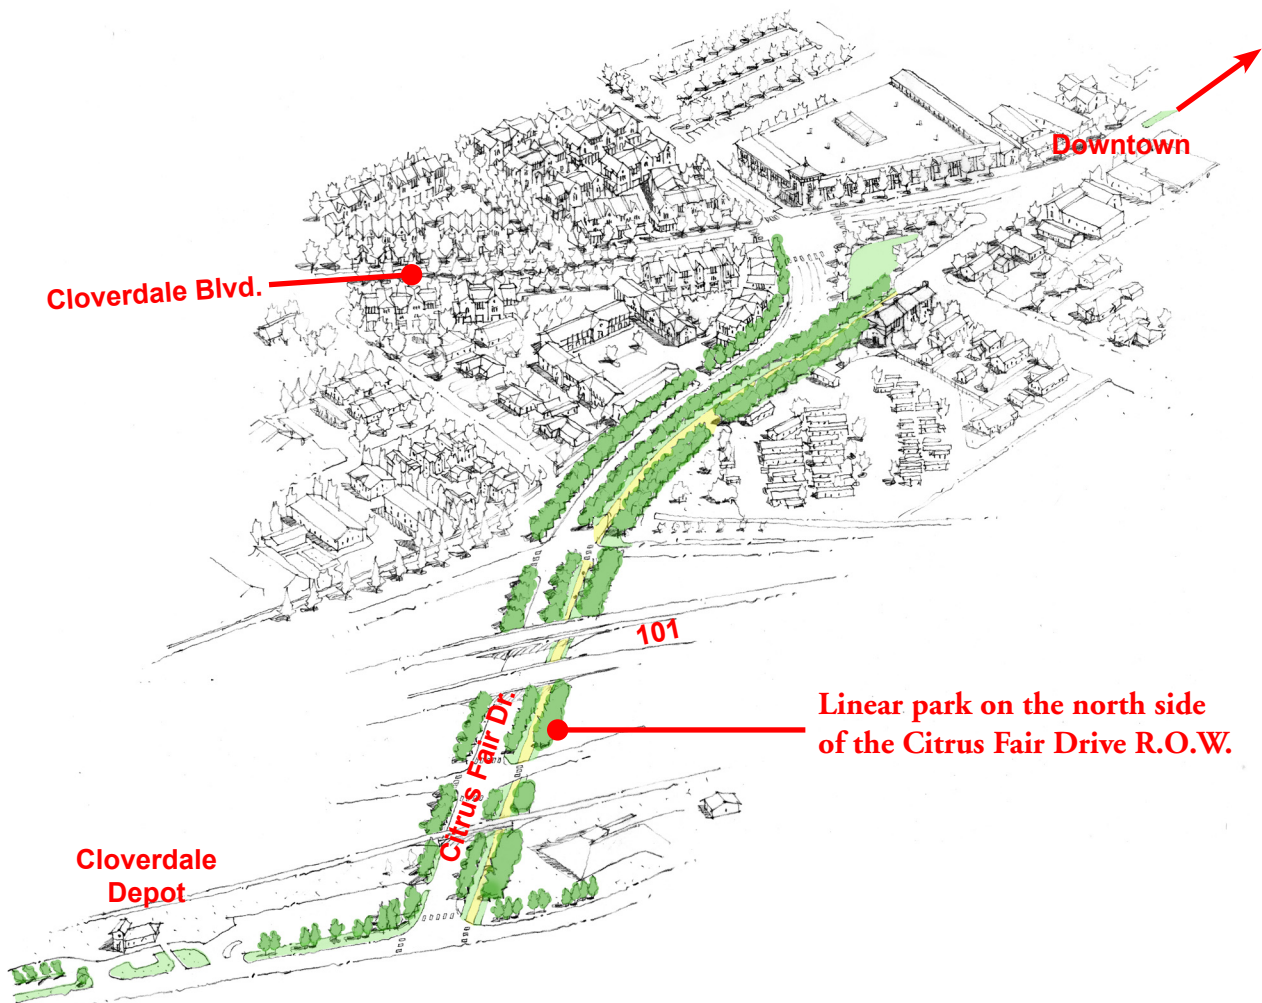 Downtown
Cloverdale Blvd.
101
Linear park on the north side
of the Citrus Fair Drive R.O.W.
Citrus Fair Dr.
Cloverdale
Depot